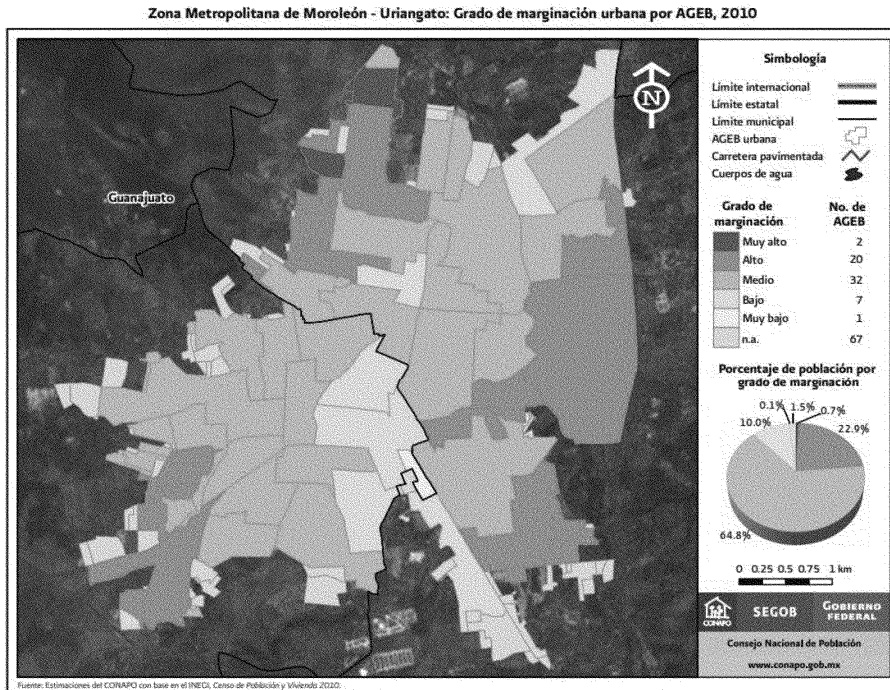 Zona Metropolitana de Moroleón - Uriangato: Grado de marginación urbana por AGEB, 2010
N
Guanajuato
Simbología
Límite internacional
Límite estatal
Límite municipal
AGEB urbana
Carretera pavimentada
Cuerpos de agua
Grado de marginación No. de AGEB
Muy alto 2
Alto 20
Medio 32
Bajo 7
Muy bajo 1
n.a. 67
Porcentaje de población por
grado de marginación
0.1% 1.5% 0.7%
10.0% 22.9%
64.8%
0 0.25 0.5 0.75 1 km
CONAPO SEGOB GOBIERNO FEDERAL
Consejo Nacional de Población
www.conapo.gob.mx
Fuente: Estimaciones del CONAPO con base en el INEGI, Censo de Población y Vivienda 2010.